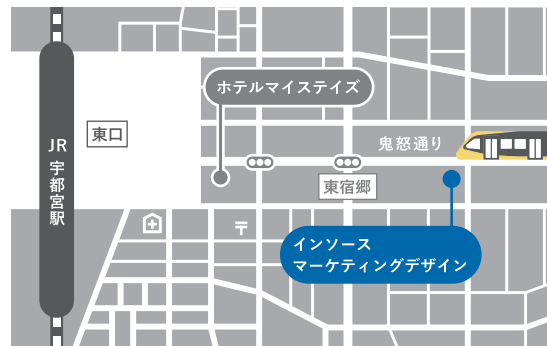 ホテルマイステイズ
東口
鬼怒通り
JR 宇都宮駅
東宿郷
〒
インソース
マーケティングデザイン